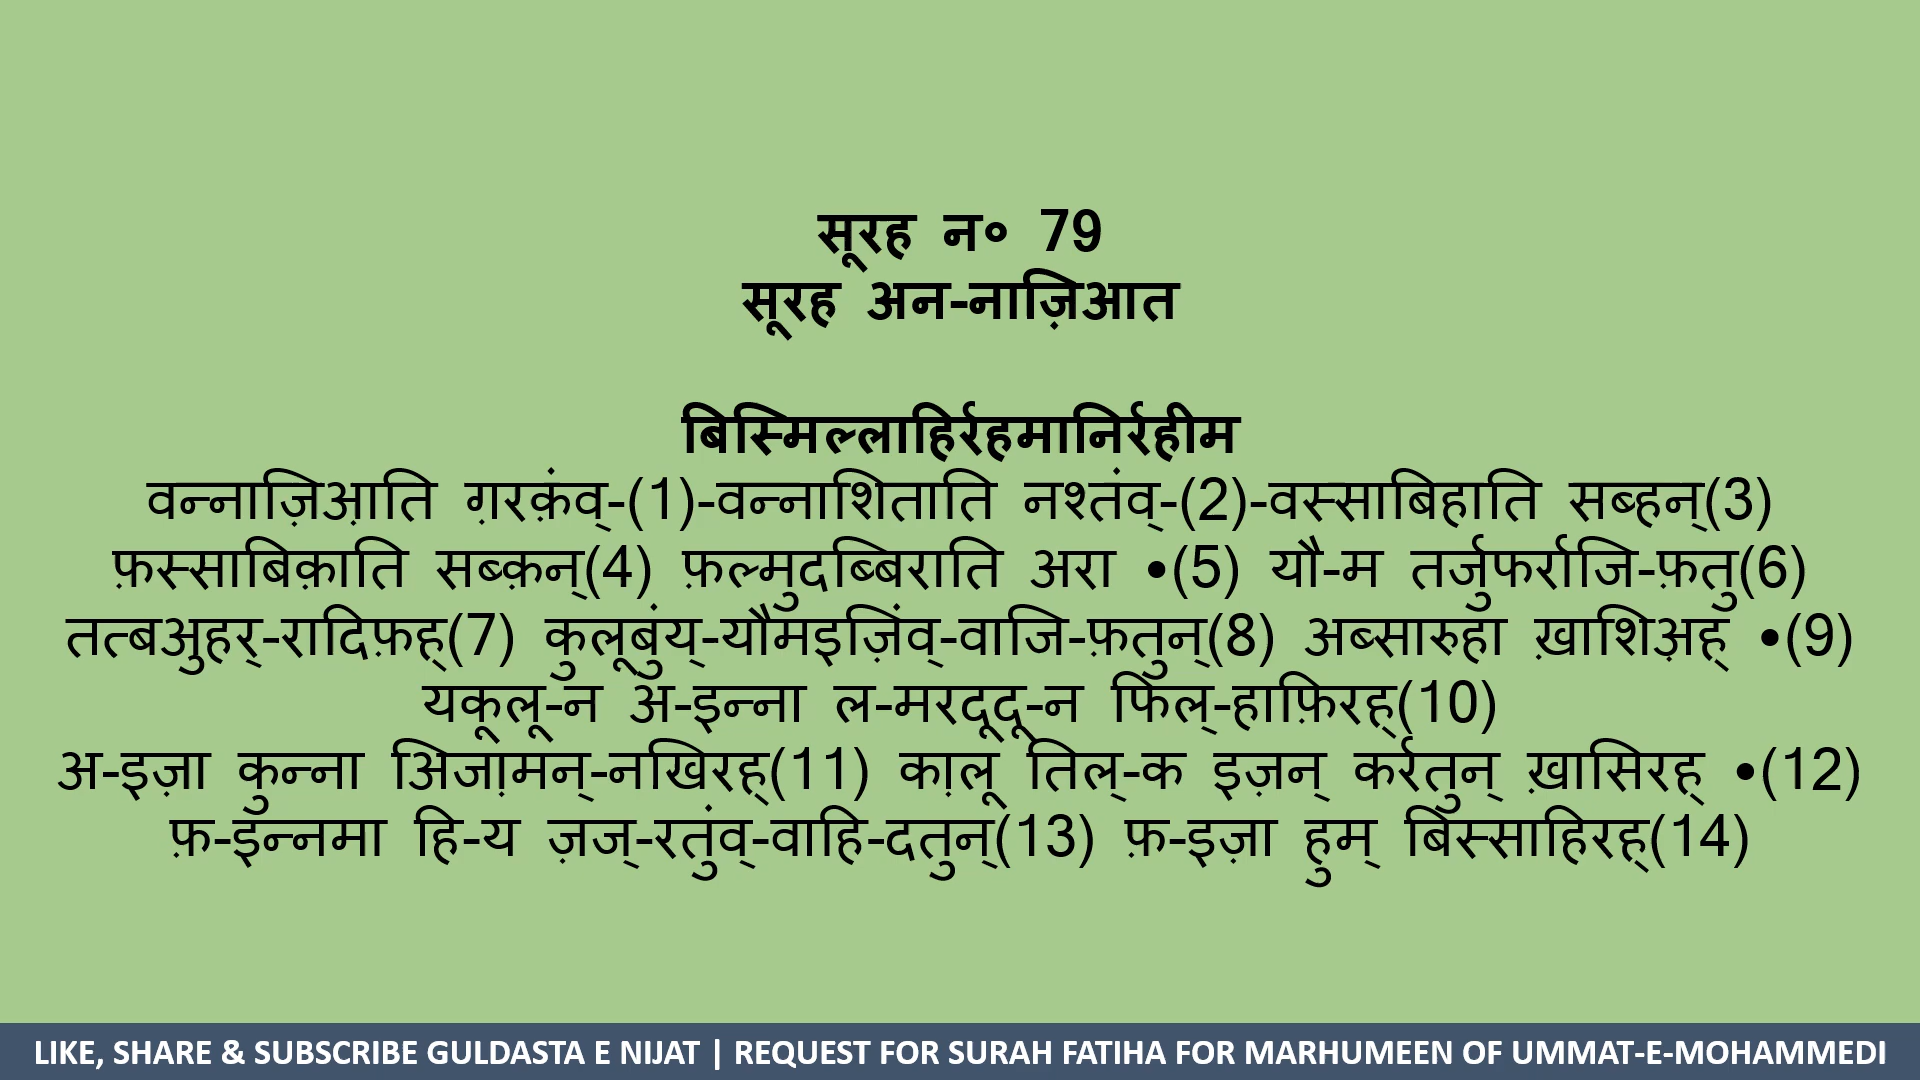 सूरह न० 79
सूरह अन-नाज़िआत
बिस्मिल्लाहिर्रहमानिर्रहीम
वन्नाज़िआ़ति ग़रक़ंव्-(1)-वन्नाशिताति नश्तंव्-(2)-वस्साबिहाति सब्हन्(3)
फ़स्साबिक़ाति सब्क़न्(4) फ़ल्मुदब्बिराति अरा •(5) यौ-म तर्जुफर्राजि-फ़तु(6)
तत्बअुहर्-रादिफ़ह्(7) कुलूबुंय्-यौमइज़िंव्-वाजि-फ़तुन्(8) अब्सारुहा ख़ाशिअ़ह् •(9)
यकूलू-न अ-इन्ना ल-मरदूदू-न फिल्-हाफ़िरह्(10)
अ-इज़ा कुन्ना अिजा़मन्-नखिरह्(11) का़लू तिल्-क इज़न् कर्रतुन् ख़ासिरह् •(12)
फ़-इन्नमा हि-य ज़ज्-रतुंव्-वाहि-दतुन्(13) फ़-इज़ा हुम् बिस्साहिरह्(14)
LIKE, SHARE & SUBSCRIBE GULDASTA E NIJAT | REQUEST FOR SURAH FATIHA FOR MARHUMEEN OF UMMAT-E-MOHAMMEDI